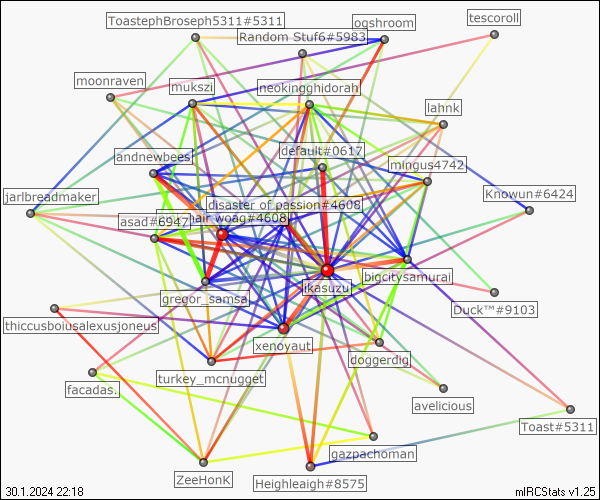 ToastephBroseph5311#5311
ogshroom
tescoroll
Random Stuf6#5983
moonraven
mukszi
neokingghidorah
lahnk
default#0617
andnewbees
mingus4742
jarlbreadmaker
Knowun#6424
disaster of passion#4608
hair woag#4608
asad#6947
bigcitysamurai
ikasuzu
gregor_samsa
Duck™#9103
thiccusboiusalexusjoneus
xenoyaut
doggerdig
turkey_mcnugget
facadas.
avelicious
Toast#5311
gazpachoman
ZeeHonK
Heighleaigh#8575
30.1.2024 22:18
mIRCStats v1.25